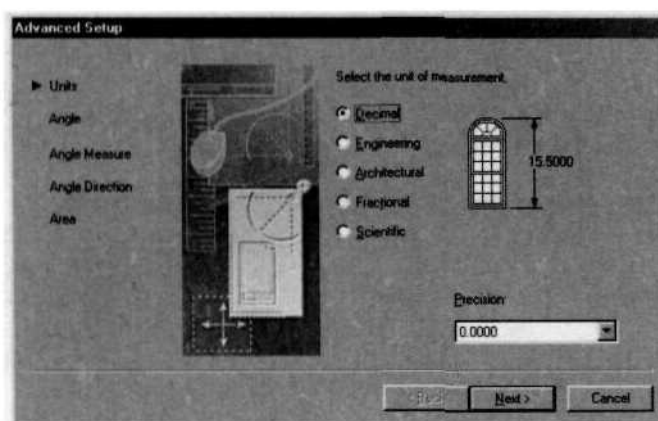 Advanced Setup
Units
Angle
Angle Measure
Angle Direction
Area
Select the unit of measurement.
Decimal
Engineering
Architectural
Fractional
Scientific
15.5000
Precision:
0.0000
< Back
Next >
Cancel